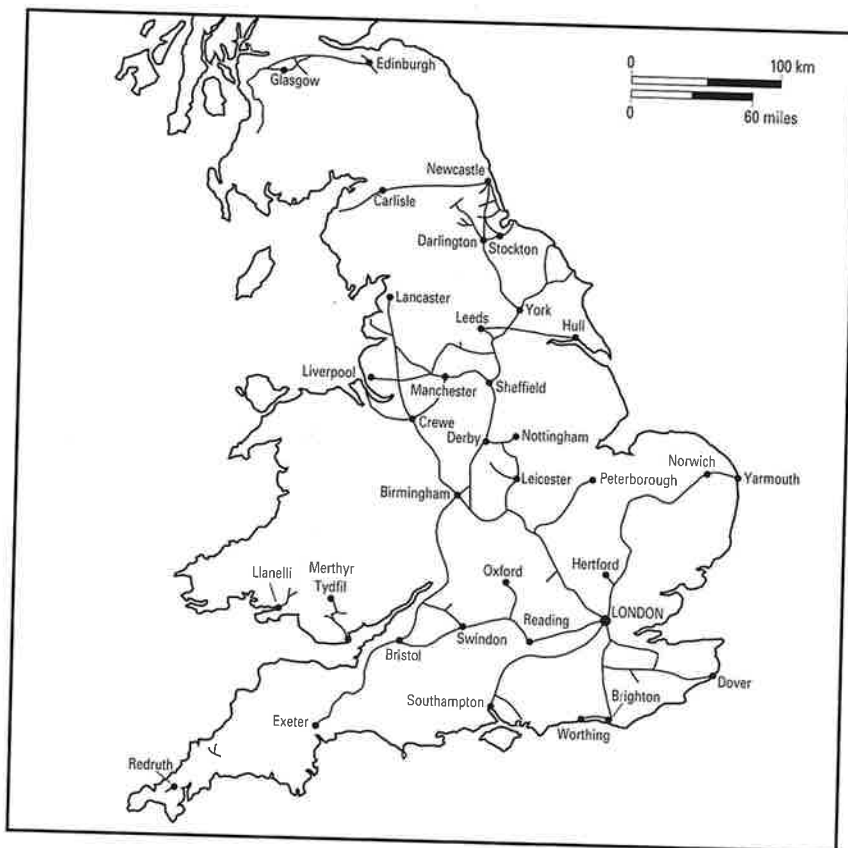 0 100 km
0 60 miles
Edinburgh
Glasgow
Newcastle
Carlisle
Darlington
Stockton
Lancaster
York
Leeds
Hull
Liverpool
Manchester
Sheffield
Crewe
Derby
Nottingham
Norwich
Leicester
Peterborough
Yarmouth
Birmingham
Merthyr
Tydfil
Llanelli
Oxford
Hertford
LONDON
Reading
Swindon
Bristol
Dover
Southampton
Brighton
Exeter
Worthing
Redruth